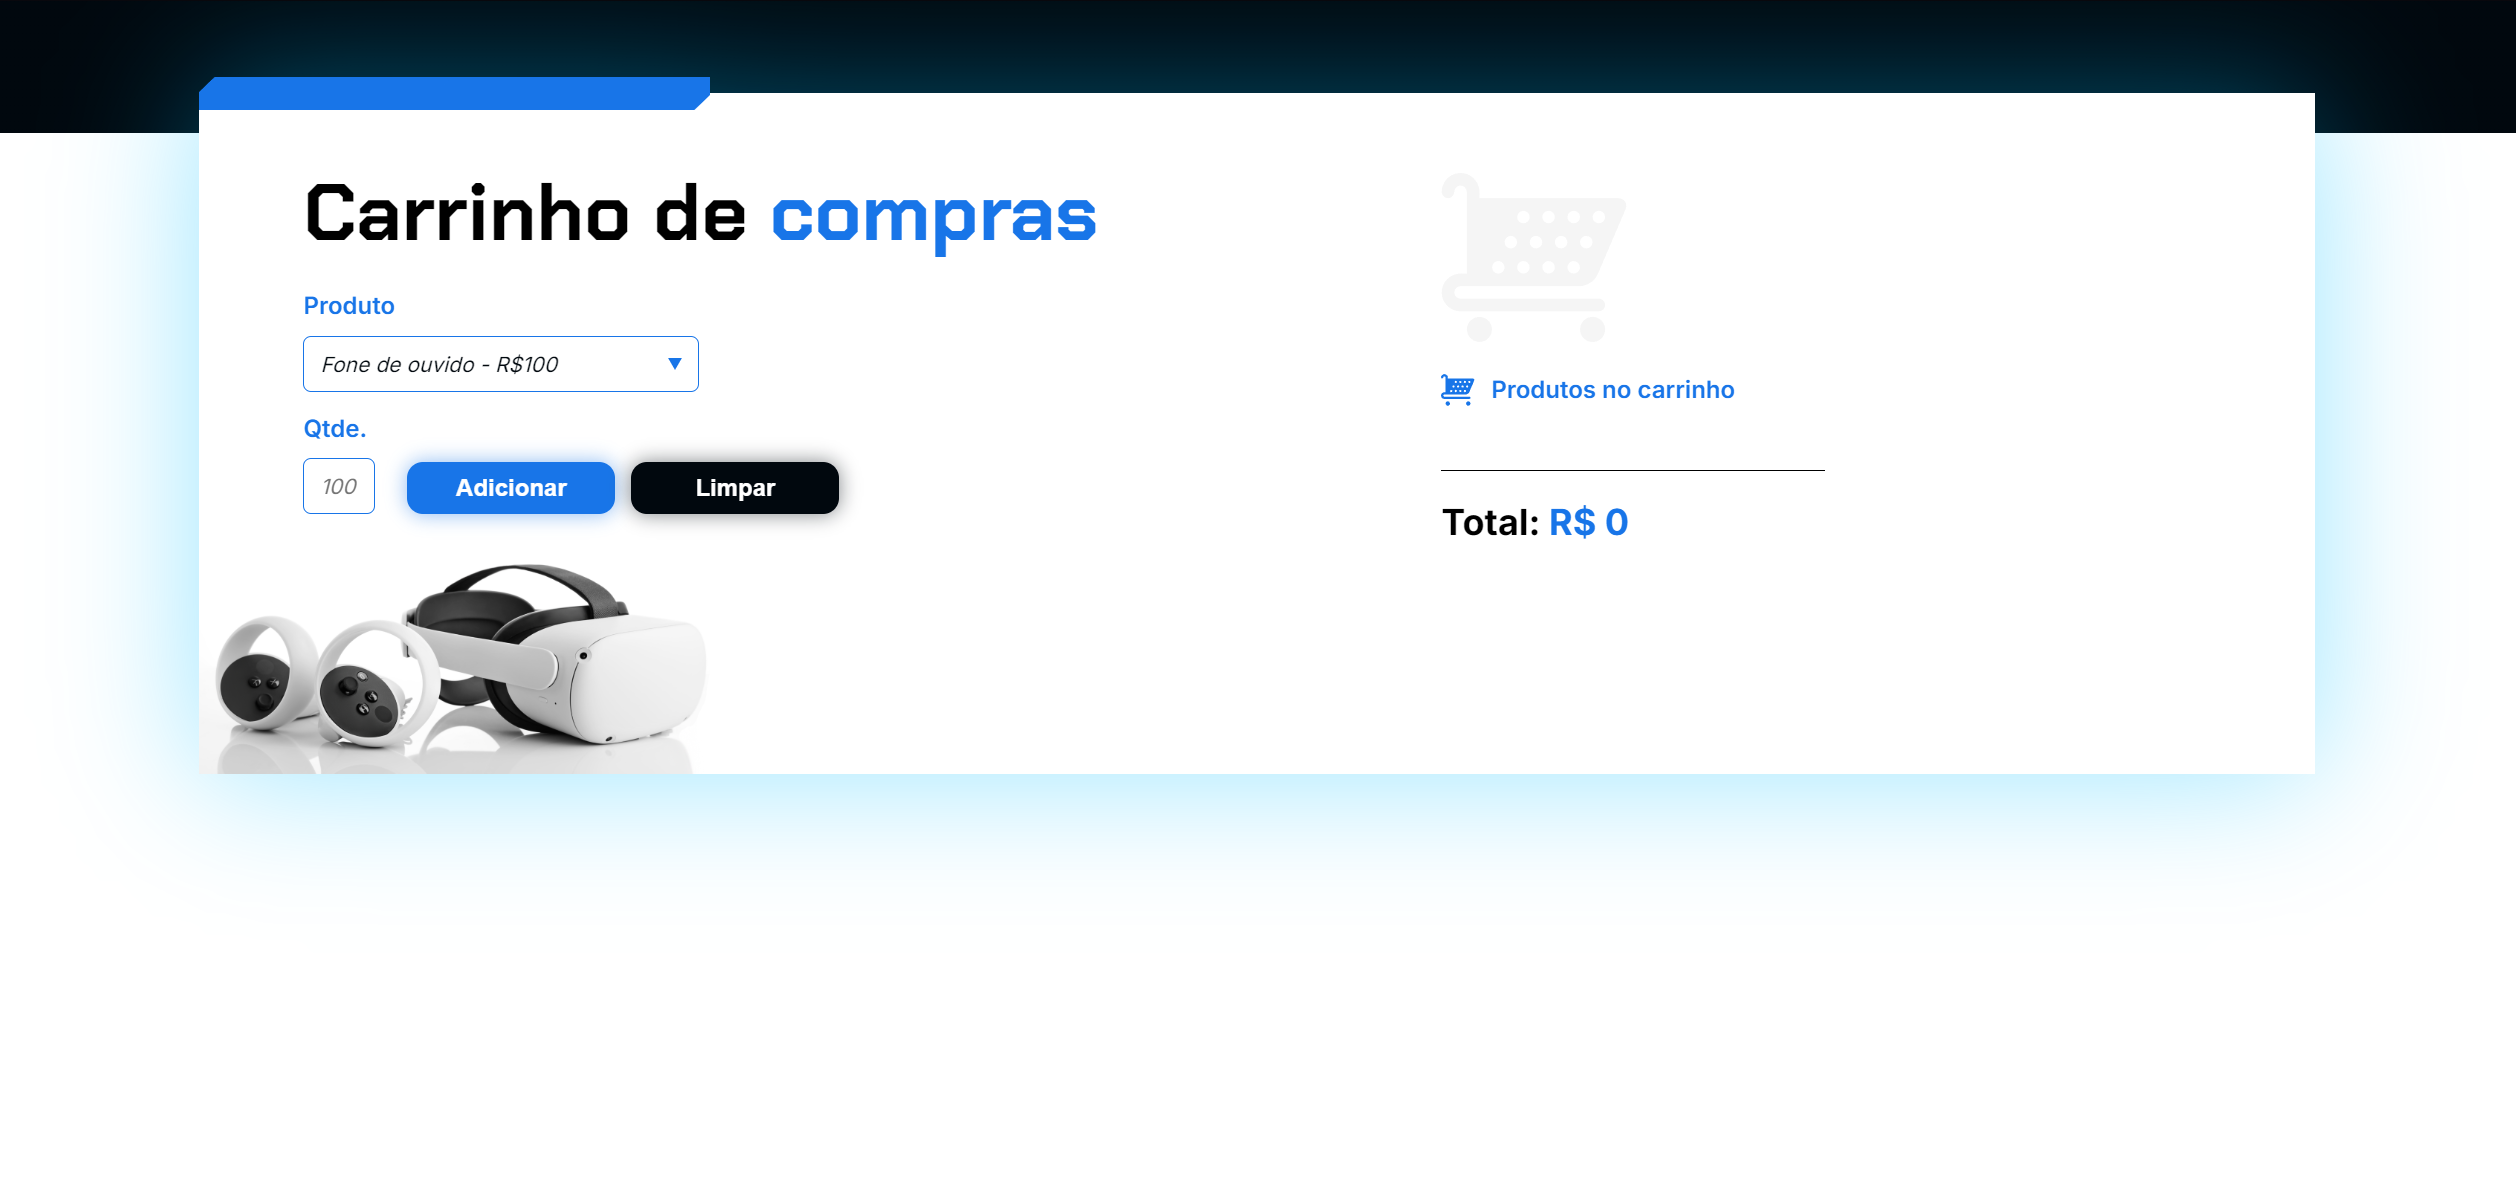 Carrinho de compras
Produto
Fone de ouvido - R$100
Qtde.
100
Adicionar
Limpar
Produtos no carrinho
Total: R$ 0